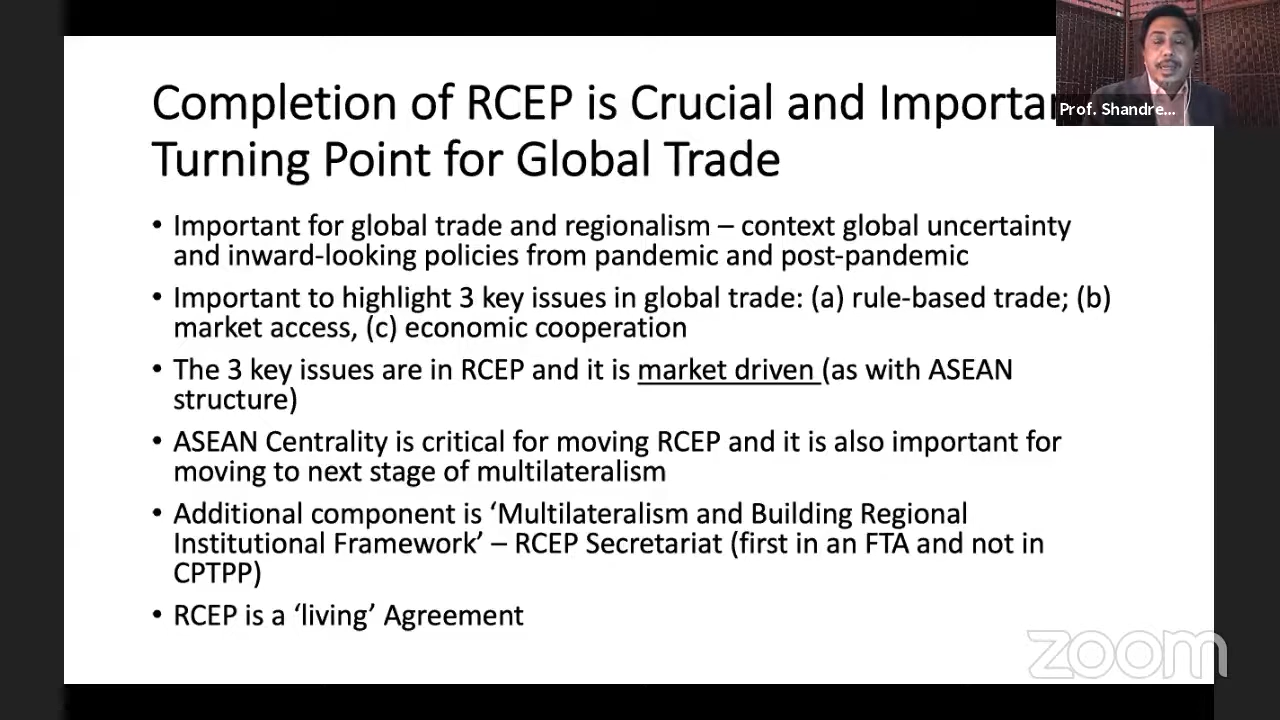 Completion of RCEP is Crucial and Importa
Turning Point for Global Trade
• Important for global trade and regionalism – context global uncertainty
and inward-looking policies from pandemic and post-pandemic
• Important to highlight 3 key issues in global trade: (a) rule-based trade; (b)
market access, (c) economic cooperation
• The 3 key issues are in RCEP and it is market driven (as with ASEAN
structure)
• ASEAN Centrality is critical for moving RCEP and it is also important for
moving to next stage of multilateralism
• Additional component is ‘Multilateralism and Building Regional
Institutional Framework’ – RCEP Secretariat (first in an FTA and not in
CPTPP)
• RCEP is a ‘living’ Agreement
Prof. Shandre...
zoom